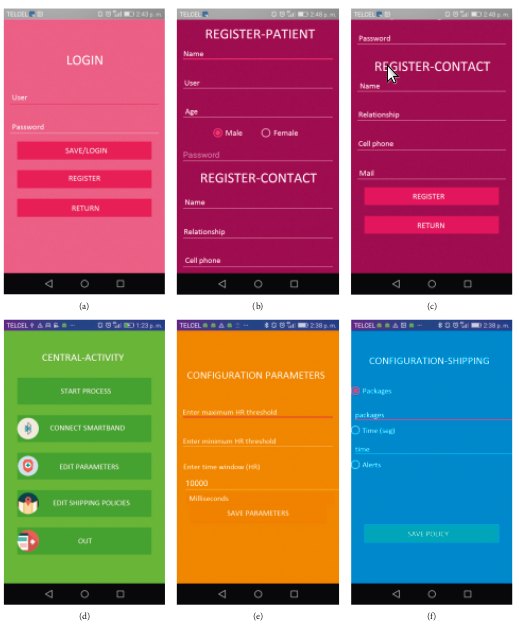 TELCEL 2:43 p. m.
LOGIN
User
Password
SAVE/LOGIN
REGISTER
RETURN
(a)
TELCEL 2:48 p. m.
REGISTER-PATIENT
Name
User
Age
Male Female
Password
REGISTER-CONTACT
Name
Relationship
Cell phone
(b)
TELCEL 2:48 p. m.
Password
REGISTER-CONTACT
Name
Relationship
Cell phone
Mail
REGISTER
RETURN
(c)
TELCEL 1:23 p. m.
CENTRAL-ACTIVITY
START PROCESS
CONNECT SMARTBAND
EDIT PARAMETERS
EDIT SHIPPING POLICIES
OUT
(d)
TELCEL 2:38 p. m.
CONFIGURATION PARAMETERS
Enter maximum HR threshold
Enter minimum HR threshold
Enter time window (HR)
10000
Milliseconds
SAVE PARAMETERS
(e)
TELCEL 2:38 p. m.
CONFIGURATION-SHIPPING
Packages
packages
Time (seg)
time
Alerts
SAVE POLICY
(f)